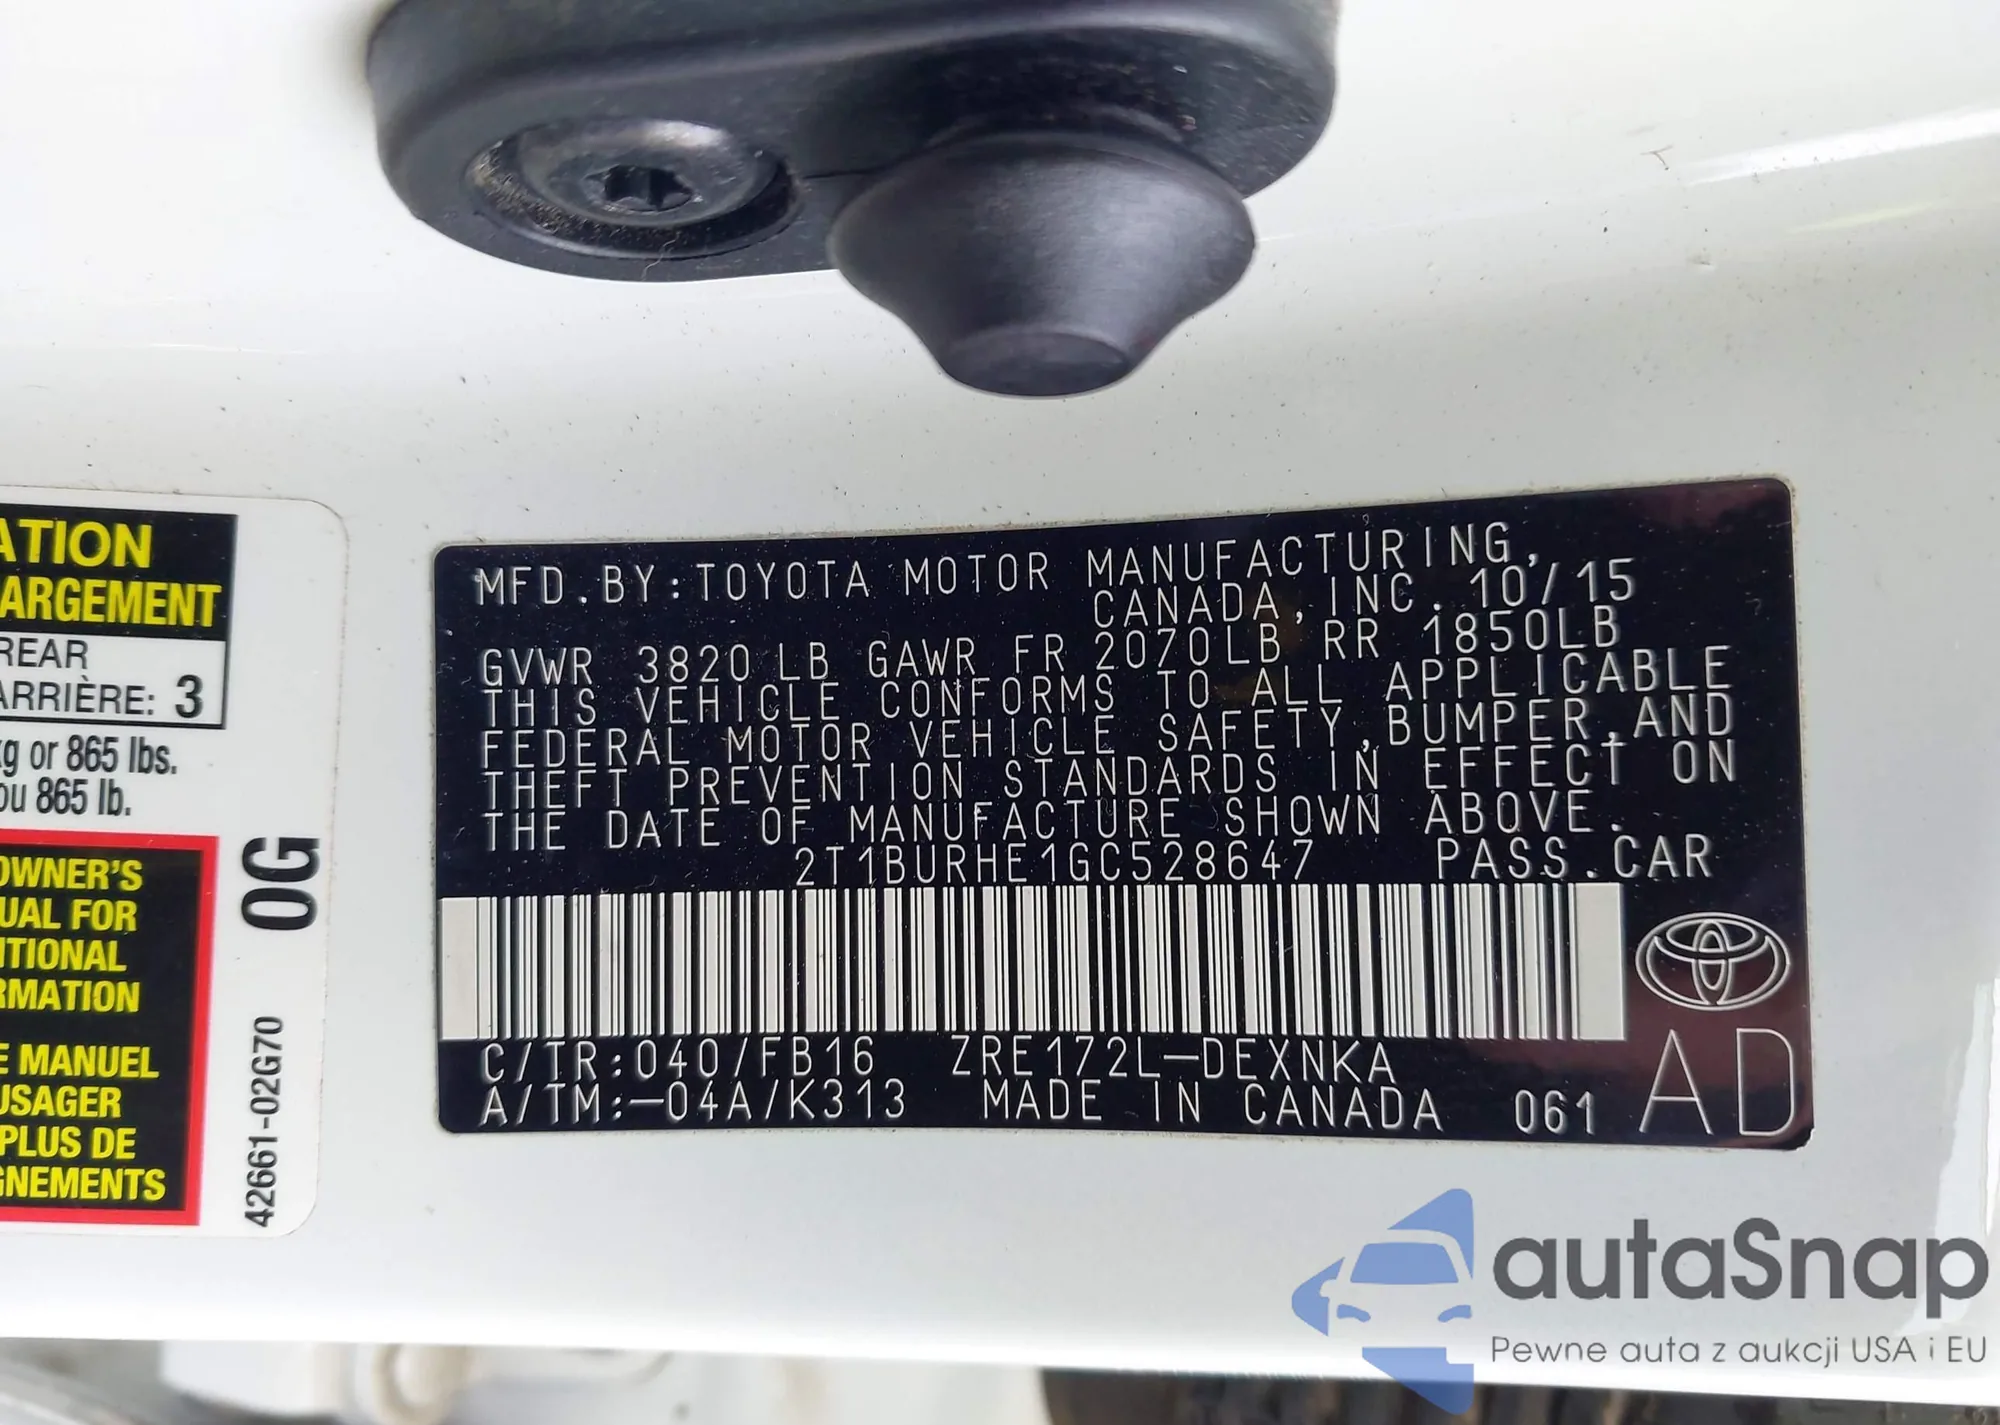 ATION
ARGEMENT
REAR
ARRIÈRE: 3
kg or 865 lbs.
ou 865 lb.
OWNER'S
UAL FOR
ITIONAL
RMATION
E MANUEL
USAGER
PLUS DE
GNEMENTS
0G
42661-02G70
MFD.BY:TOYOTA MOTOR MANUFACTURING,
CANADA,INC. 10/15
GVWR 3820LB GAWR FR 2070LB RR 1850LB
THIS VEHICLE CONFORMS TO ALL APPLICABLE
FEDERAL MOTOR VEHICLE SAFETY,BUMPER,AND
THEFT PREVENTION STANDARDS IN EFFECT ON
THE DATE OF MANUFACTURE SHOWN ABOVE.
2T1BURHE1GC528647 PASS.CAR
C/TR:040/FB16 ZRE172L-DEXNKA
A/TM:-04A/K313 MADE IN CANADA 061
AD
autaSnap
Pewne auta z aukcji USA i EU